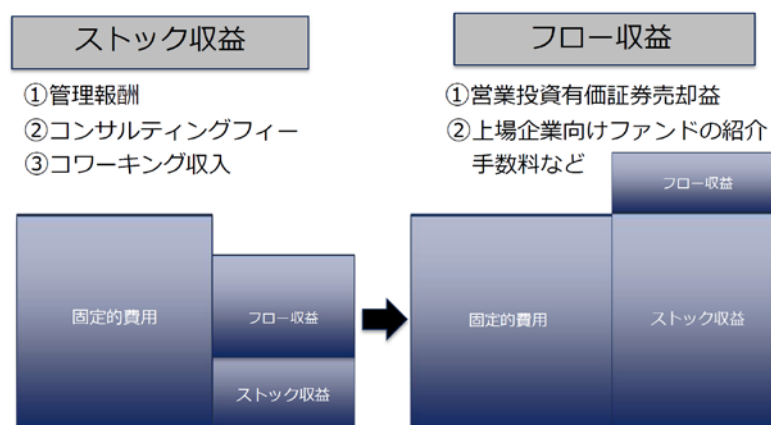 ストック収益
①管理報酬
②コンサルティングフィー
③コワーキング収入
フロー収益
①営業投資有価証券売却益
②上場企業向けファンドの紹介
手数料など
固定的費用
フロー収益
ストック収益
フロー収益
固定的費用
ストック収益